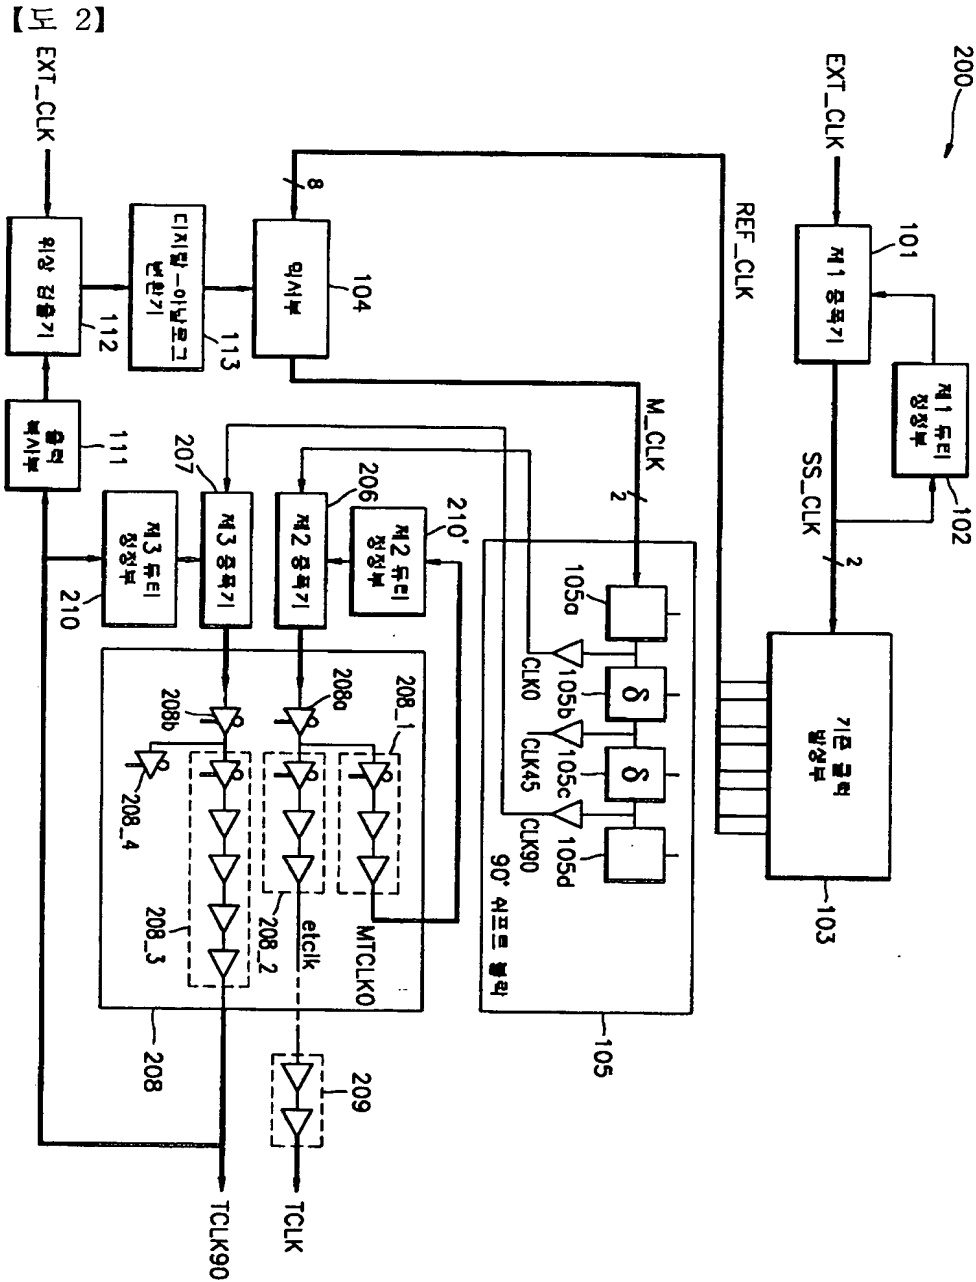 【도 2】
200
EXT_CLK
101
제1 증폭기
제1 듀티
정정부
102
SS_CLK
2
기준 클럭
발생부
103
REF_CLK
8
믹서부
104
M_CLK
2
105a
105b
δ
105c
δ
105d
CLK0
CLK45
CLK90
90° 쉬프트 블락
105
EXT_CLK
위상 검출기
112
디지탈-아날로그
변환기
113
클럭
복사부
111
207
제3 증폭기
206
제2 증폭기
210'
제2 듀티
정정부
제3 듀티
정정부
210
208a
208b
208_1
208_2
208_3
208_4
MTCLK0
etclk
208
209
TCLK
TCLK90